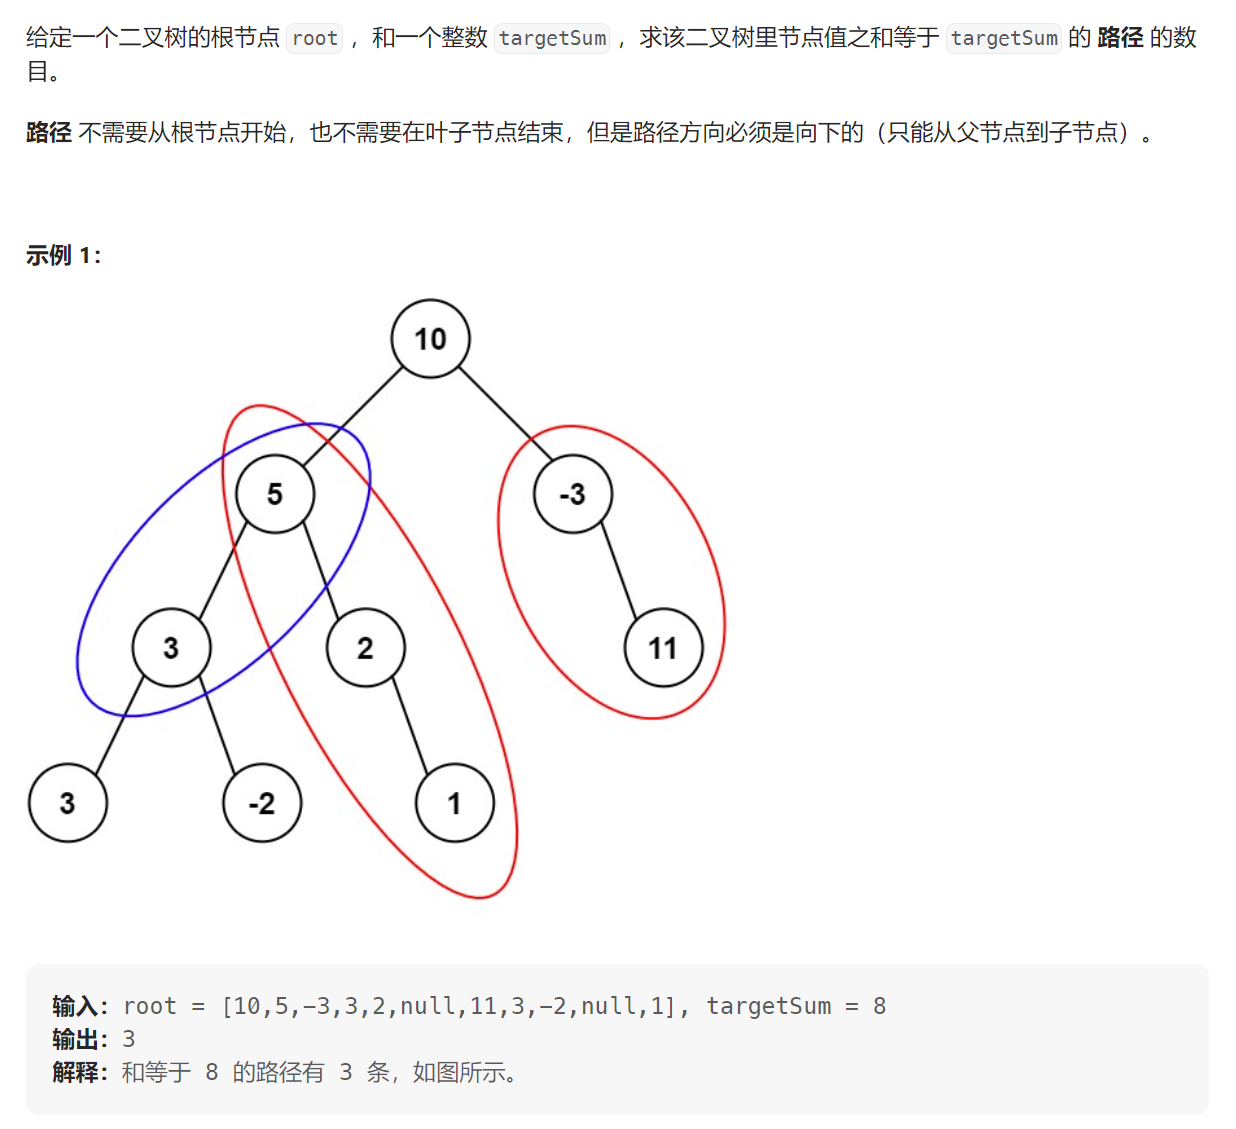 给定一个二叉树的根节点 root ，和一个整数 targetSum ，求该二叉树里节点值之和等于 targetSum 的 路径 的数
目。
路径 不需要从根节点开始，也不需要在叶子节点结束，但是路径方向必须是向下的（只能从父节点到子节点）。
示例 1：
10
5 -3
3 2 11
3 -2 1
输入：root = [10,5,-3,3,2,null,11,3,-2,null,1], targetSum = 8
输出：3
解释：和等于 8 的路径有 3 条，如图所示。